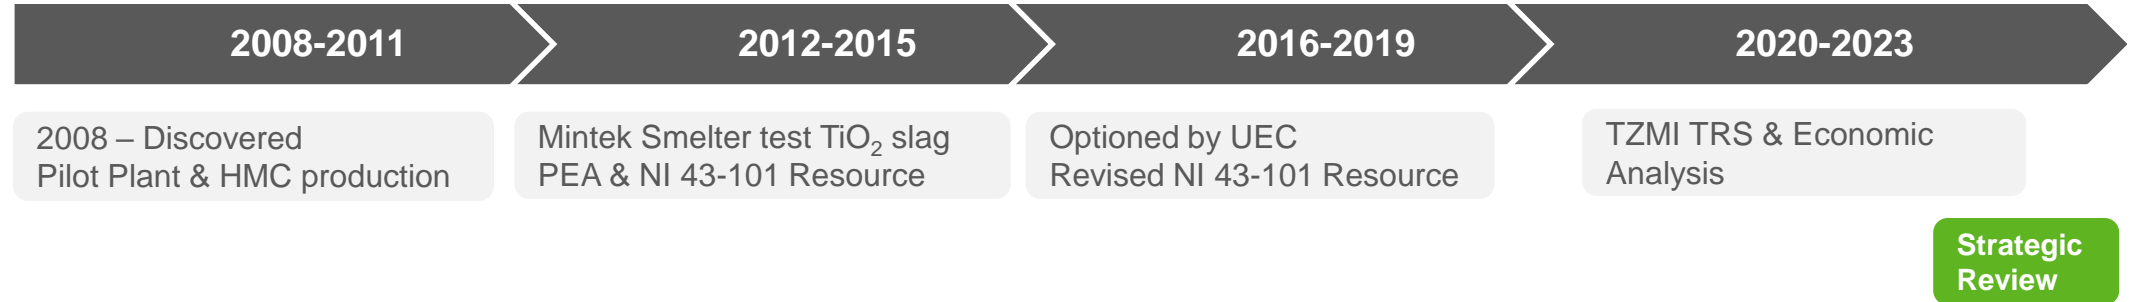 2008-2011
2012-2015
2016-2019
2020-2023
2008 – Discovered
Pilot Plant & HMC production
Mintek Smelter test TiO₂ slag
PEA & NI 43-101 Resource
Optioned by UEC
Revised NI 43-101 Resource
TZMI TRS & Economic
Analysis
Strategic
Review